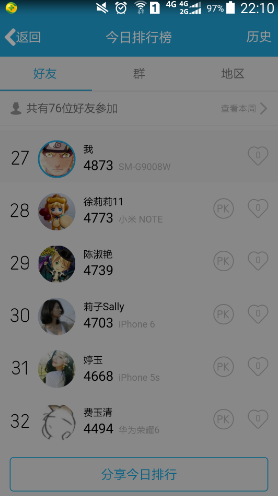 4G 4G 2G 97% 22:10
返回 今日排行榜 历史
好友 群 地区
共有76位好友参加 查看本周
27 我 4873 SM-G9008W 0
28 徐莉莉11 4773 小米 NOTE PK 0
29 陈淑艳 4739 PK 0
30 莉子Sally 4703 iPhone 6 PK 0
31 婷玉 4668 iPhone 5s PK 0
32 费玉清 4494 华为荣耀6 PK 0
分享今日排行